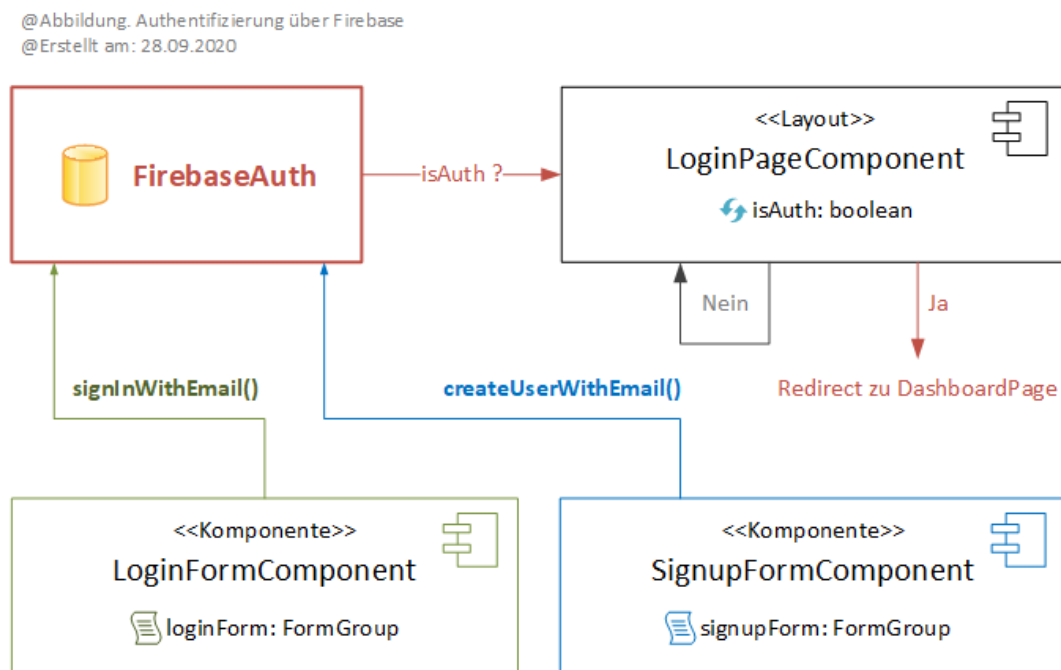 @Abbildung. Authentifizierung über Firebase
@Erstellt am: 28.09.2020
FirebaseAuth
isAuth ?
<<Layout>>
LoginPageComponent
isAuth: boolean
Nein
Ja
signInWithEmail()
createUserWithEmail()
Redirect zu DashboardPage
<<Komponente>>
LoginFormComponent
loginForm: FormGroup
<<Komponente>>
SignupFormComponent
signupForm: FormGroup